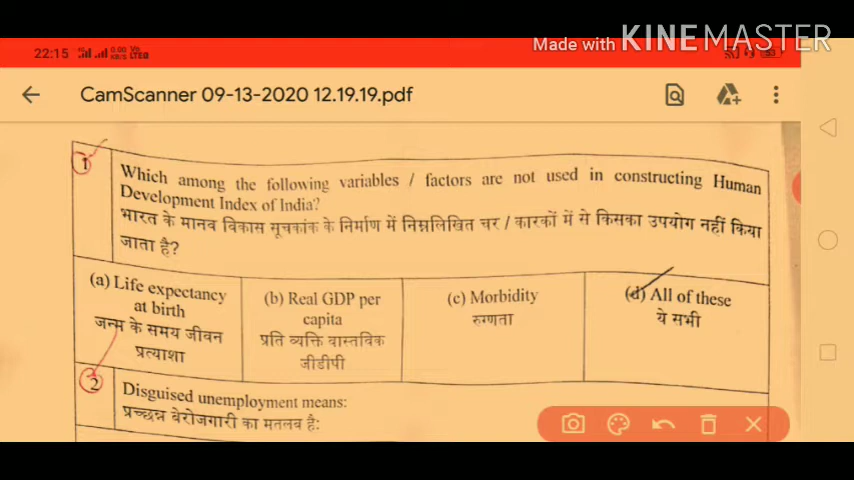 Made with KINEMASTER
22:15
CamScanner 09-13-2020 12.19.19.pdf
1
Which among the following variables / factors are not used in constructing Human
Development Index of India?
भारत के मानव विकास सूचकांक के निर्माण में निम्नलिखित चर / कारकों में से किसका उपयोग नहीं किया
जाता है?
(a) Life expectancy
at birth
जन्म के समय जीवन
प्रत्याशा
(b) Real GDP per
capita
प्रति व्यक्ति वास्तविक
जीडीपी
(c) Morbidity
रुग्णता
(d) All of these
ये सभी
2
Disguised unemployment means:
प्रच्छन्न बेरोजगारी का मतलब है: